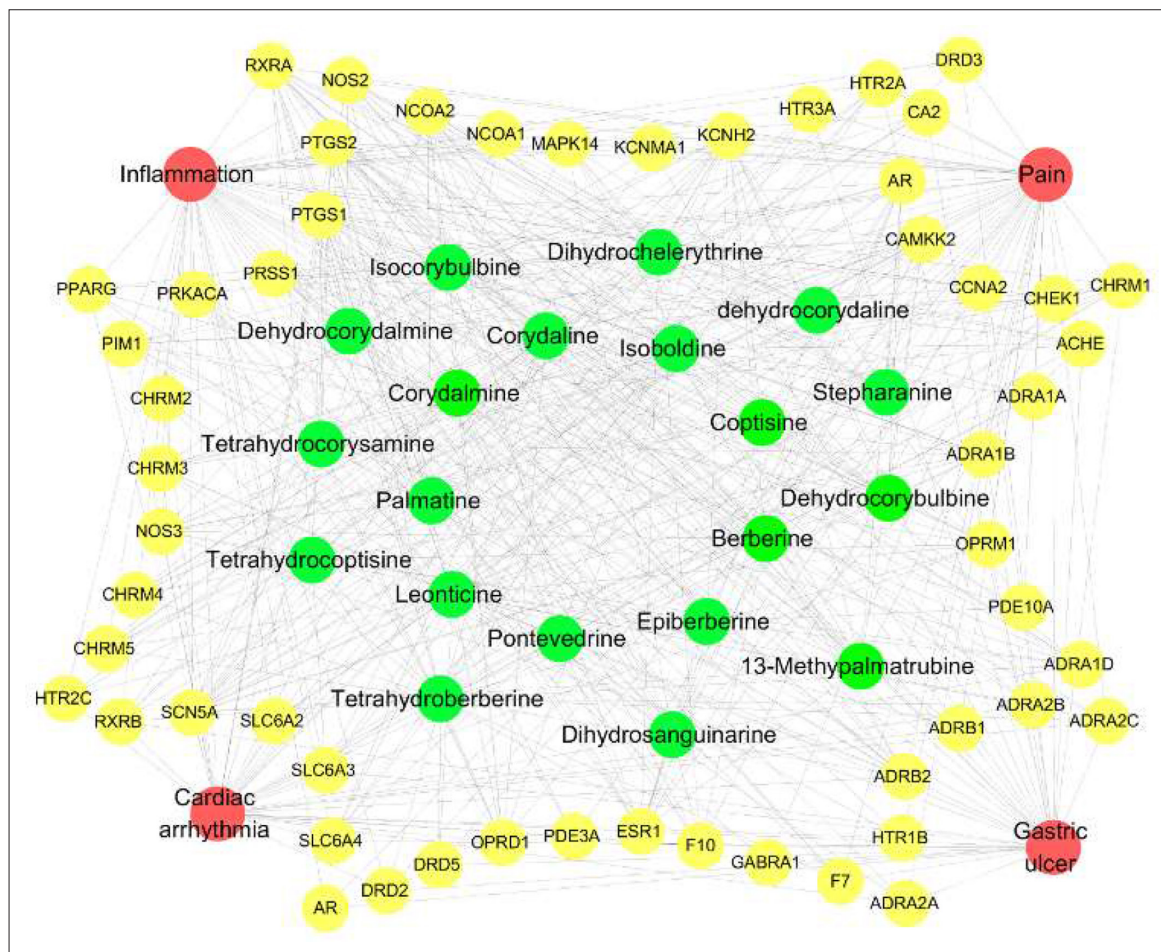 DRD3
RXRA
NOS2
HTR2A
NCOA2
HTR3A
CA2
NCOA1
MAPK14
KCNMA1
KCNH2
PTGS2
Inflammation
Pain
AR
PTGS1
CAMKK2
Dihydrochelerythrine
Isocorybulbine
PRSS1
PPARG
PRKACA
CCNA2
CHEK1
CHRM1
dehydrocorydaline
Dehydrocorydalmine
Corydaline
Isoboldine
PIM1
ACHE
Corydalmine
Stepharanine
CHRM2
ADRA1A
Coptisine
Tetrahydrocorysamine
ADRA1B
CHRM3
Palmatine
Dehydrocorybulbine
NOS3
Berberine
OPRM1
Tetrahydrocoptisine
CHRM4
Leonticine
PDE10A
Epiberberine
Pontevedrine
CHRM5
13-Methypalmatrubine
ADRA1D
HTR2C
RXRB
SCN5A
SLC6A2
Tetrahydroberberine
ADRA2B
ADRA2C
ADRB1
Dihydrosanguinarine
SLC6A3
ADRB2
Cardiac
arrhythmia
SLC6A4
OPRD1
PDE3A
ESR1
F10
HTR1B
Gastric
ulcer
DRD5
GABRA1
DRD2
F7
AR
ADRA2A